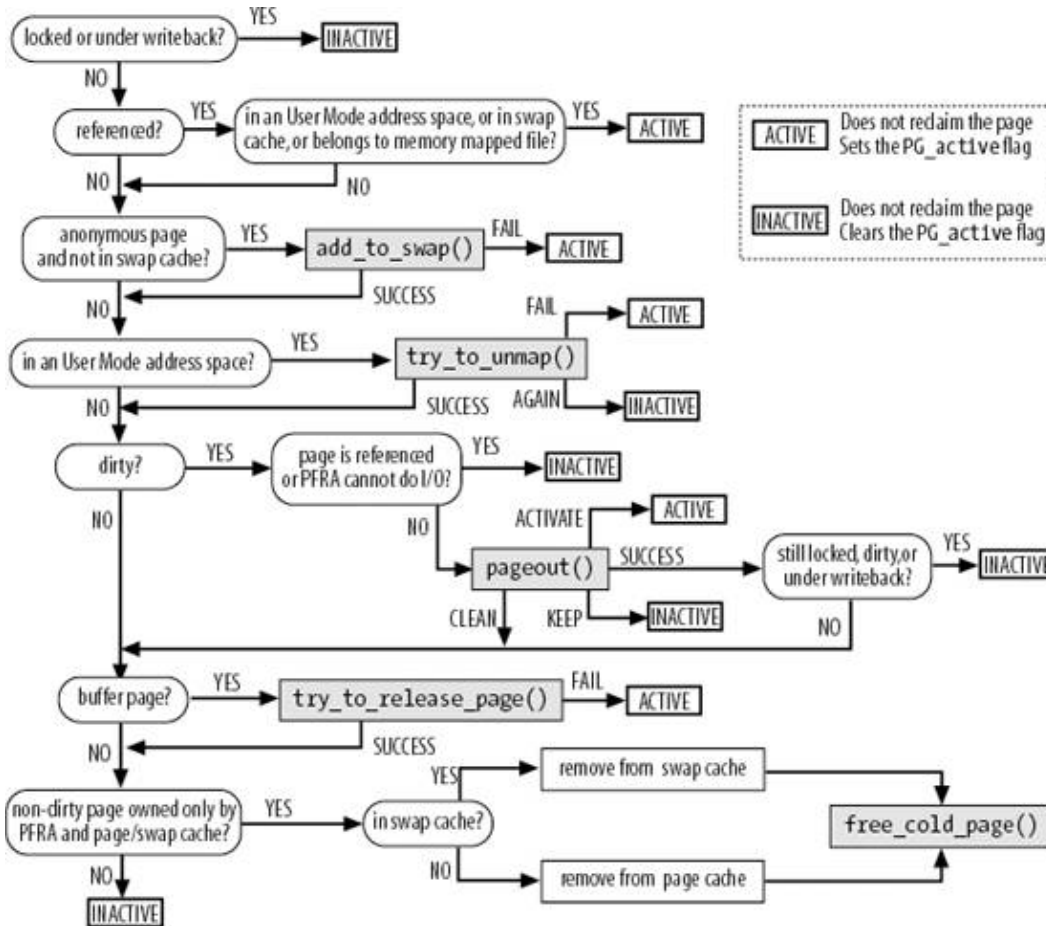 YES
locked or under writeback?
INACTIVE
NO
YES
in an User Mode address space, or in swap
cache, or belongs to memory mapped file?
YES
referenced?
ACTIVE
NO
NO
ACTIVE
Does not reclaim the page
Sets the PG_active flag
INACTIVE
Does not reclaim the page
Clears the PG_active flag
anonymous page
and not in swap cache?
YES
add_to_swap()
FAIL
ACTIVE
NO
SUCCESS
FAIL
ACTIVE
in an User Mode address space?
YES
try_to_unmap()
NO
SUCCESS
AGAIN
INACTIVE
dirty?
YES
page is referenced
or PFRA cannot do I/O?
YES
INACTIVE
NO
NO
ACTIVATE
ACTIVE
pageout()
SUCCESS
still locked, dirty, or
under writeback?
YES
INACTIVE
CLEAN
KEEP
INACTIVE
NO
buffer page?
YES
try_to_release_page()
FAIL
ACTIVE
NO
SUCCESS
YES
remove from swap cache
non-dirty page owned only by
PFRA and page/swap cache?
YES
in swap cache?
free_cold_page()
NO
NO
remove from page cache
INACTIVE